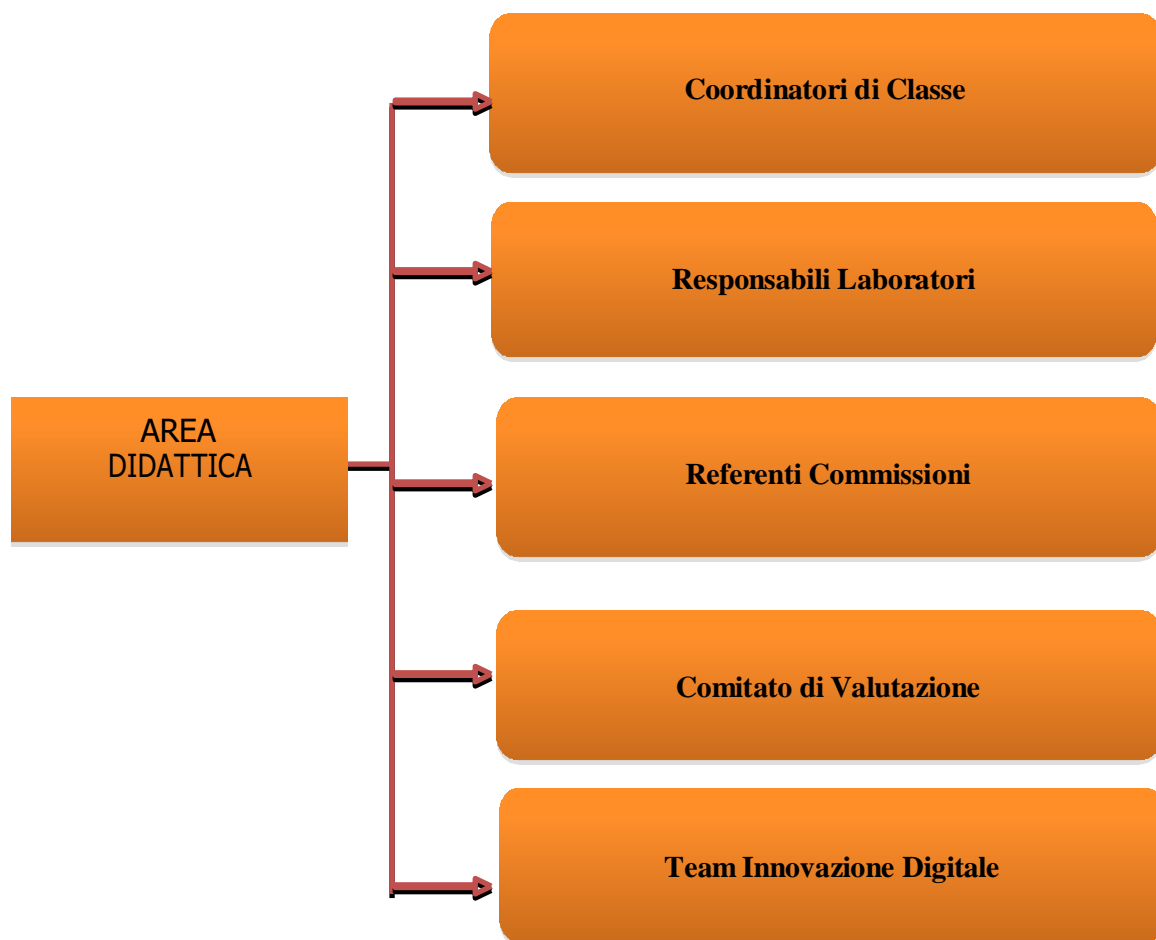 Coordinatori di Classe
Responsabili Laboratori
AREA
DIDATTICA
Referenti Commissioni
Comitato di Valutazione
Team Innovazione Digitale